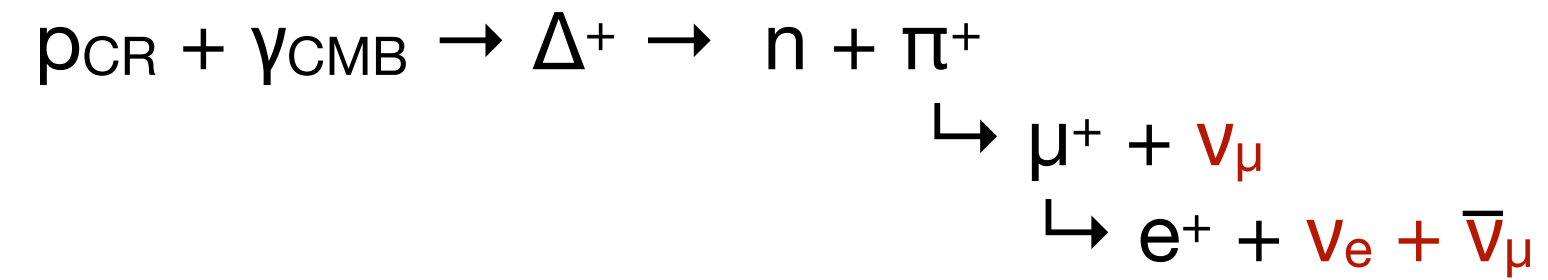 pCR + γCMB → Δ⁺ → n + π⁺
↳ μ⁺ + νμ
↳ e⁺ + νe + ν̅μ